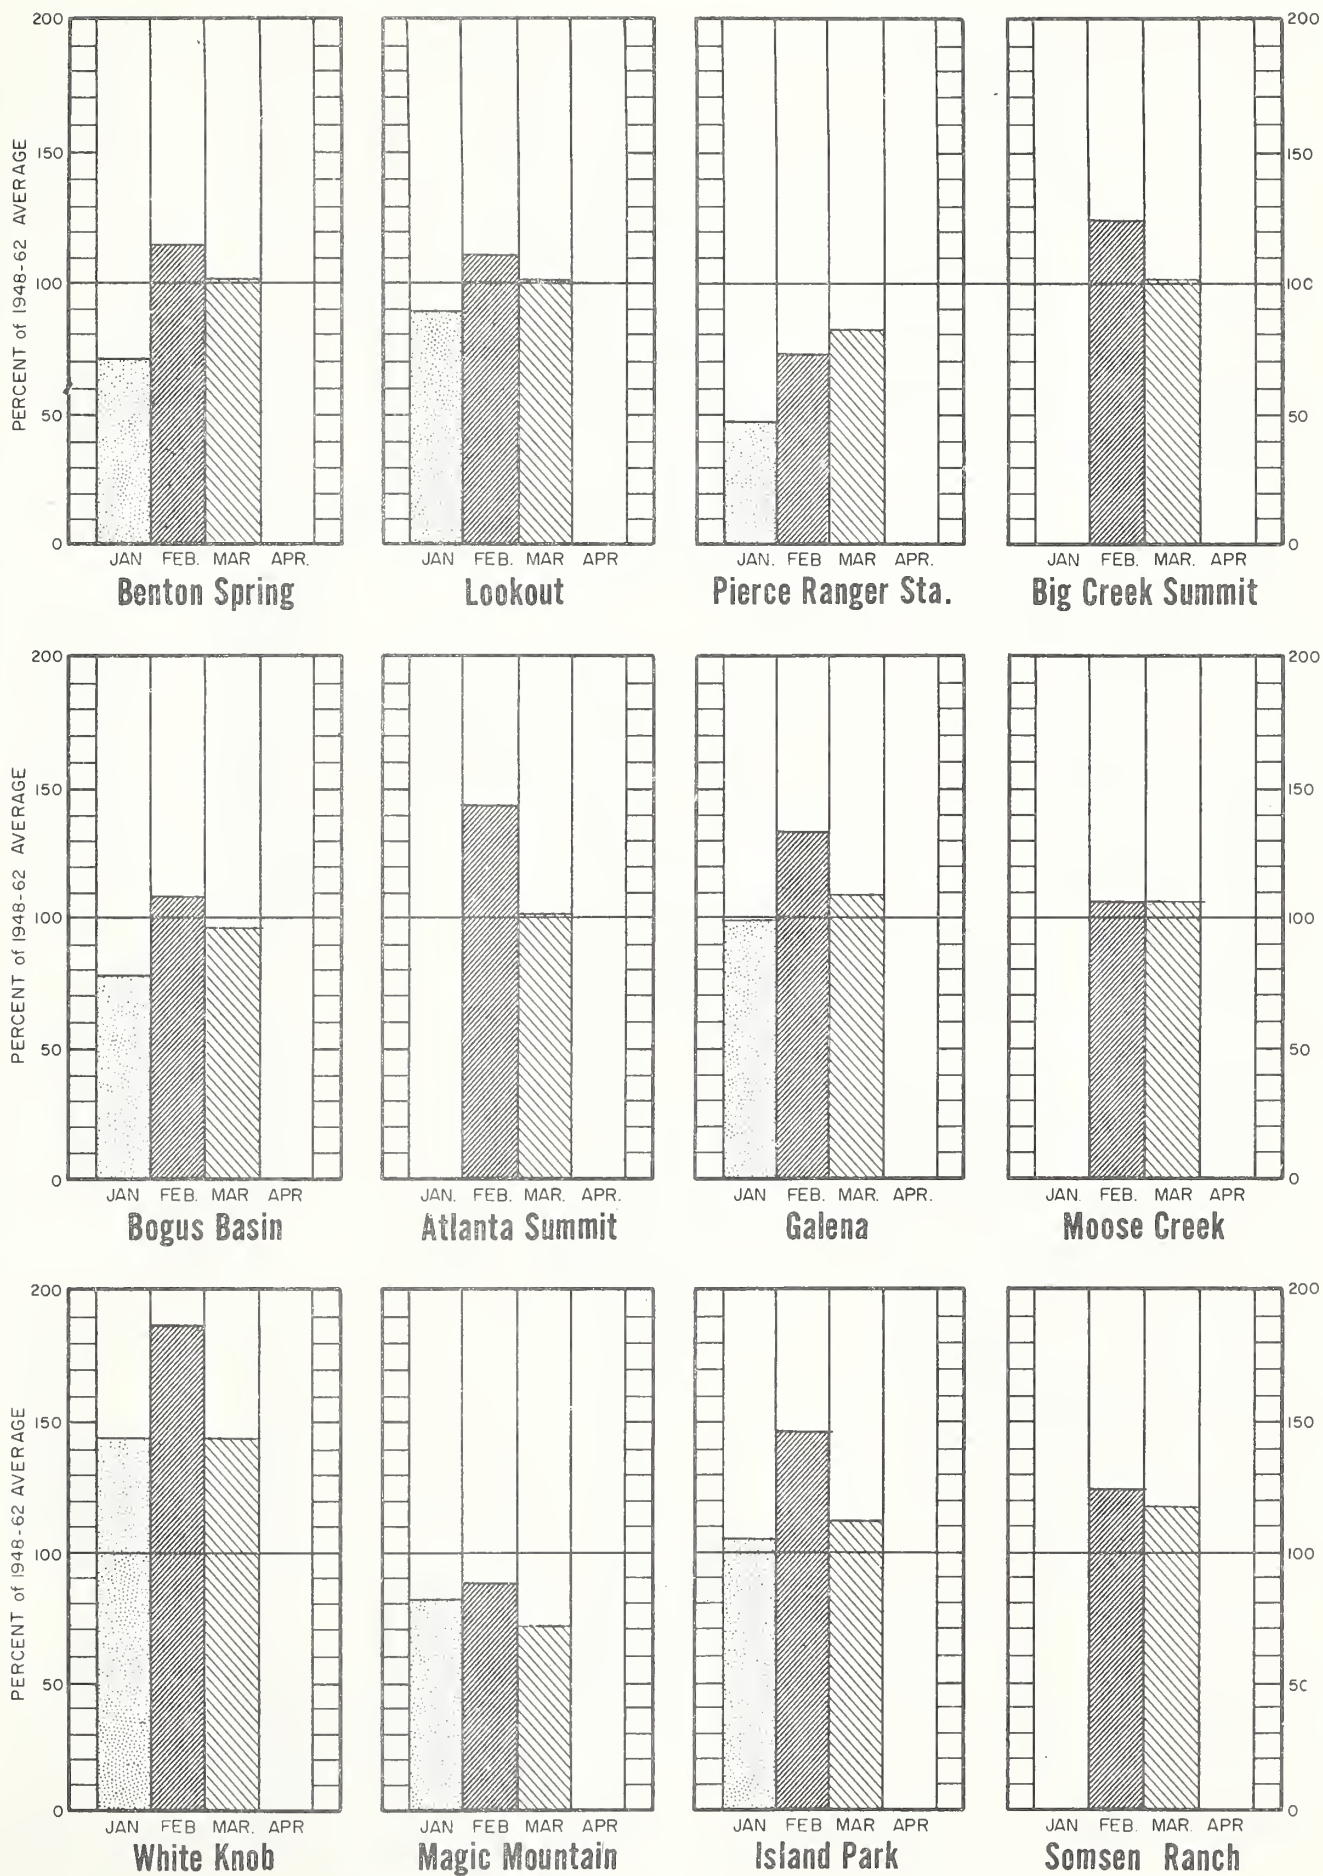 200 200
PERCENT of 1948-62 AVERAGE
150 150
100 10C
50 50
0 0
JAN FEB. MAR APR. JAN. FEB. MAR APR JAN. FEB MAR APR JAN FEB. MAR. APR
Benton Spring Lookout Pierce Ranger Sta. Big Creek Summit
200 200
PERCENT of 1948-62 AVERAGE
150 150
100 100
50 50
0 0
JAN FEB. MAR APR JAN. FEB. MAR. APR. JAN. FEB. MAR. APR. JAN. FEB. MAR APR
Bogus Basin Atlanta Summit Galena Moose Creek
200 200
PERCENT of 1948-62 AVERAGE
150 150
100 100
50 5C
0 0
JAN FEB MAR. APR JAN FEB MAR APR JAN FEB MAR. APR JAN FEB MAR. APR
White Knob Magic Mountain Island Park Somsen Ranch